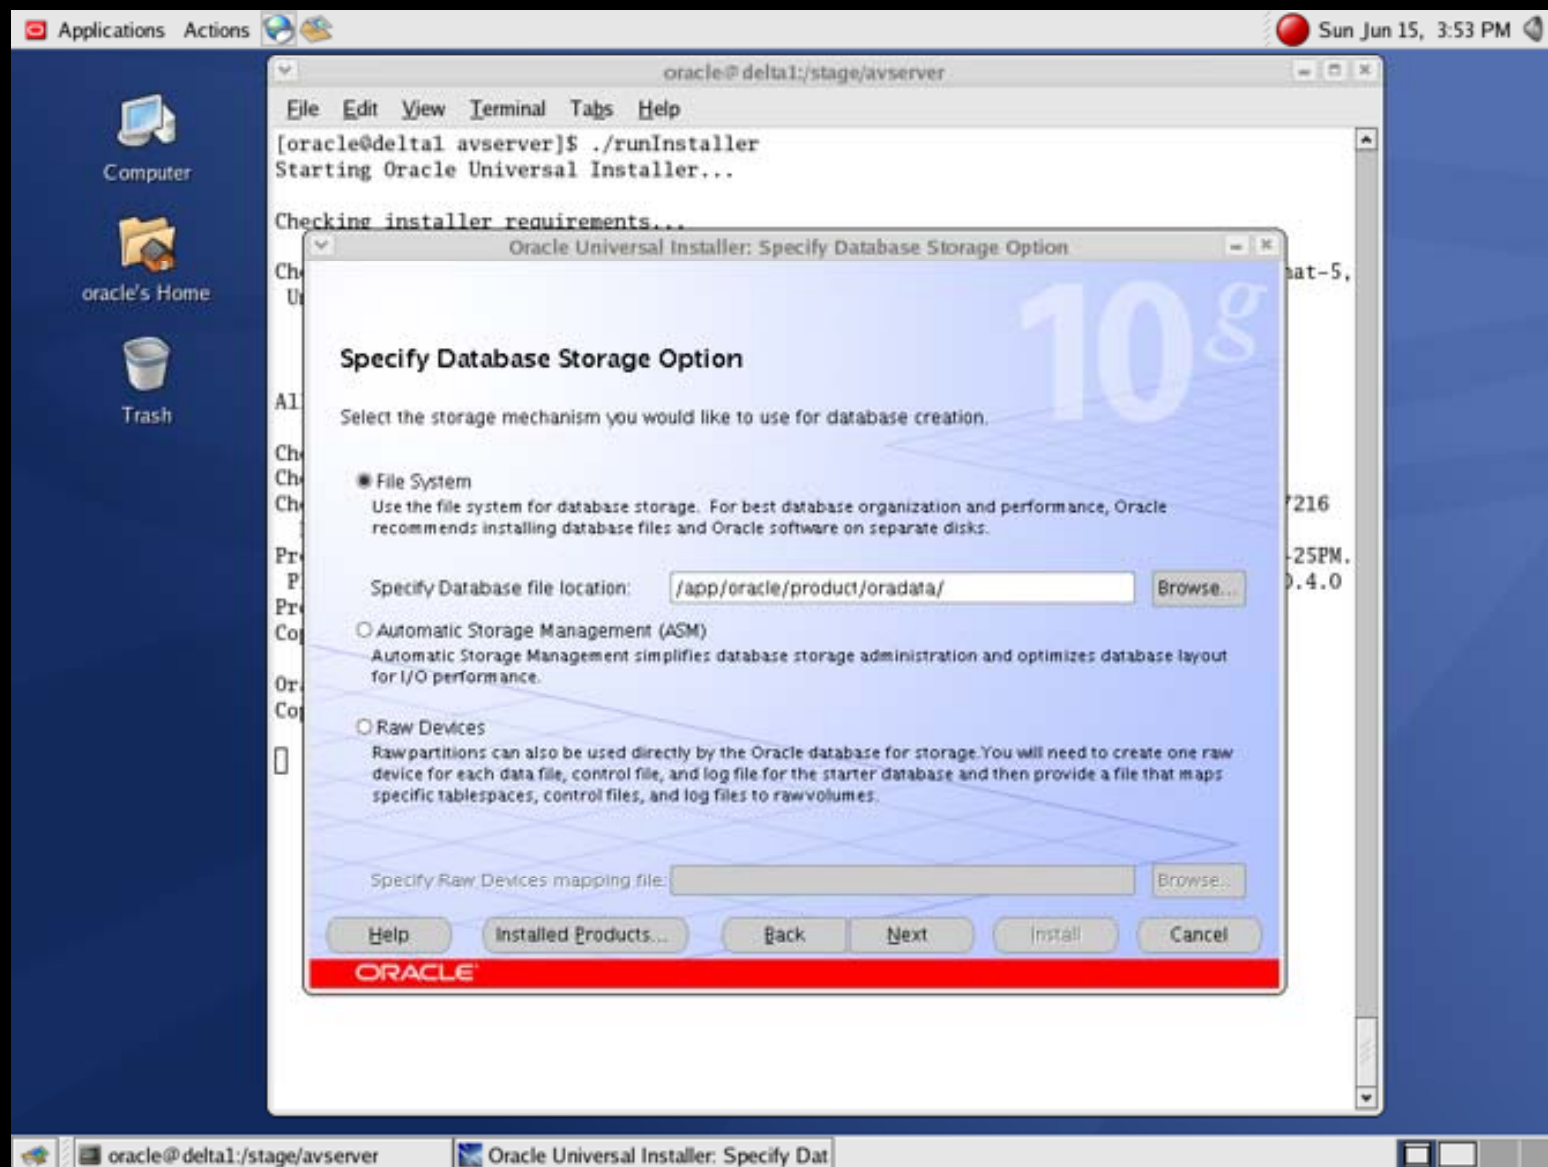 Applications Actions Sun Jun 15, 3:53 PM
oracle@delta1:/stage/avserver
File Edit View Terminal Tabs Help
[oracle@delta1 avserver]$ ./runInstaller
Starting Oracle Universal Installer...
Checking installer requirements...
Computer
oracle's Home
Trash
Oracle Universal Installer: Specify Database Storage Option
hat-5,
10g
Specify Database Storage Option
Select the storage mechanism you would like to use for database creation.
File System
Use the file system for database storage. For best database organization and performance, Oracle
recommends installing database files and Oracle software on separate disks.
7216
-25PM.
Specify Database file location: /app/oracle/product/oradata/ Browse...
.4.0
Automatic Storage Management (ASM)
Automatic Storage Management simplifies database storage administration and optimizes database layout
for I/O performance.
Raw Devices
Raw partitions can also be used directly by the Oracle database for storage. You will need to create one raw
device for each data file, control file, and log file for the starter database and then provide a file that maps
specific tablespaces, control files, and log files to raw volumes.
Specify Raw Devices mapping file: Browse...
Help Installed Products... Back Next Install Cancel
ORACLE
oracle@delta1:/stage/avserver Oracle Universal Installer: Specify Dat